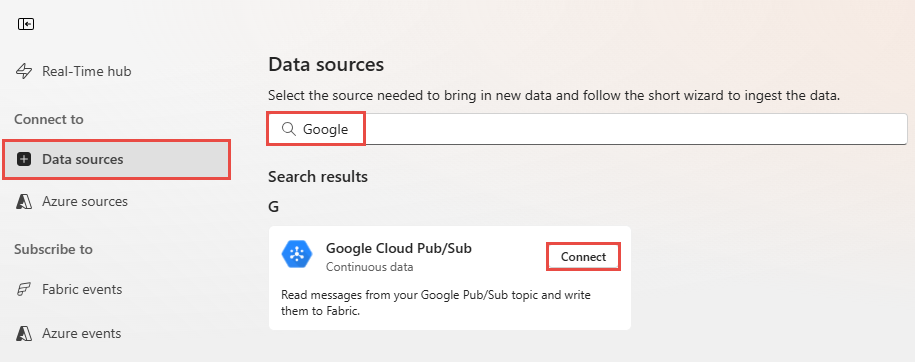 Real-Time hub
Connect to
Data sources
Azure sources
Subscribe to
Fabric events
Azure events
Data sources
Select the source needed to bring in new data and follow the short wizard to ingest the data.
Google
Search results
G
Google Cloud Pub/Sub
Continuous data
Connect
Read messages from your Google Pub/Sub topic and write
them to Fabric.